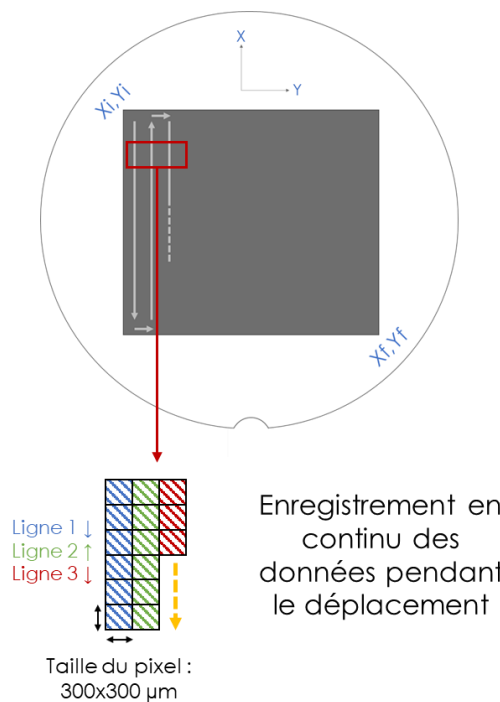 X
Y
Xi,Yi
Xf,Yf
Ligne 1 ↓
Ligne 2 ↑
Ligne 3 ↓
Enregistrement en
continu des
données pendant
le déplacement
Taille du pixel :
300x300 µm